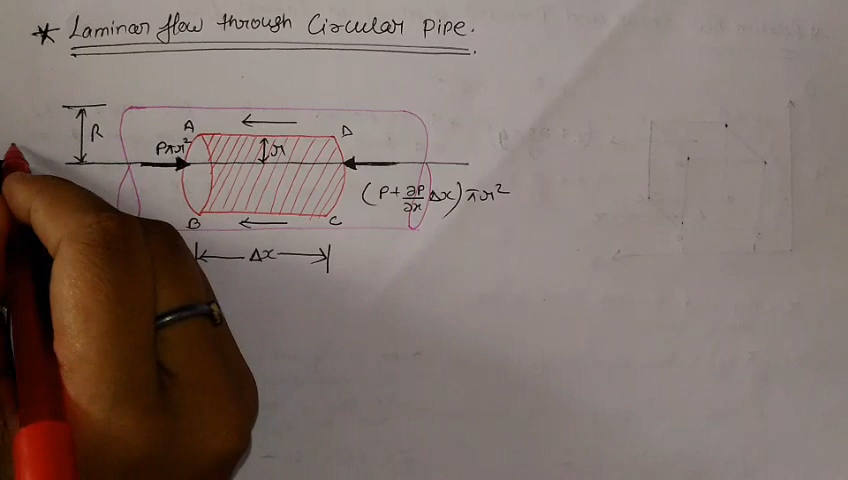 * Laminar flow through Circular Pipe.
R
A
D
Pπr²
r
(P+∂P/∂x Δx)πr²
B
C
Δx